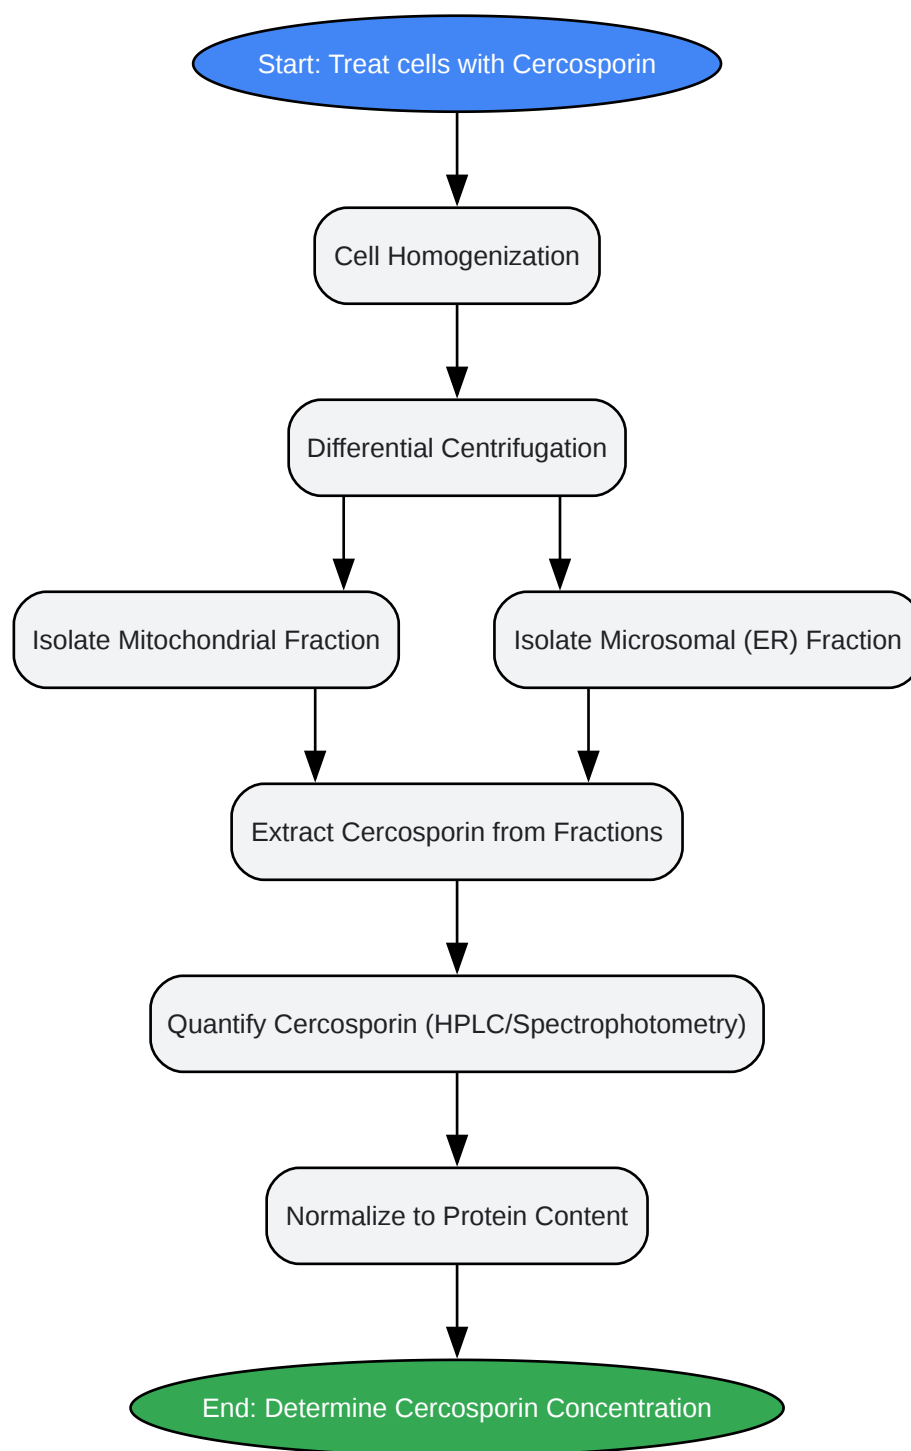 Start: Treat cells with Cercosporin
Cell Homogenization
Differential Centrifugation
Isolate Mitochondrial Fraction
Isolate Microsomal (ER) Fraction
Extract Cercosporin from Fractions
Quantify Cercosporin (HPLC/Spectrophotometry)
Normalize to Protein Content
End: Determine Cercosporin Concentration